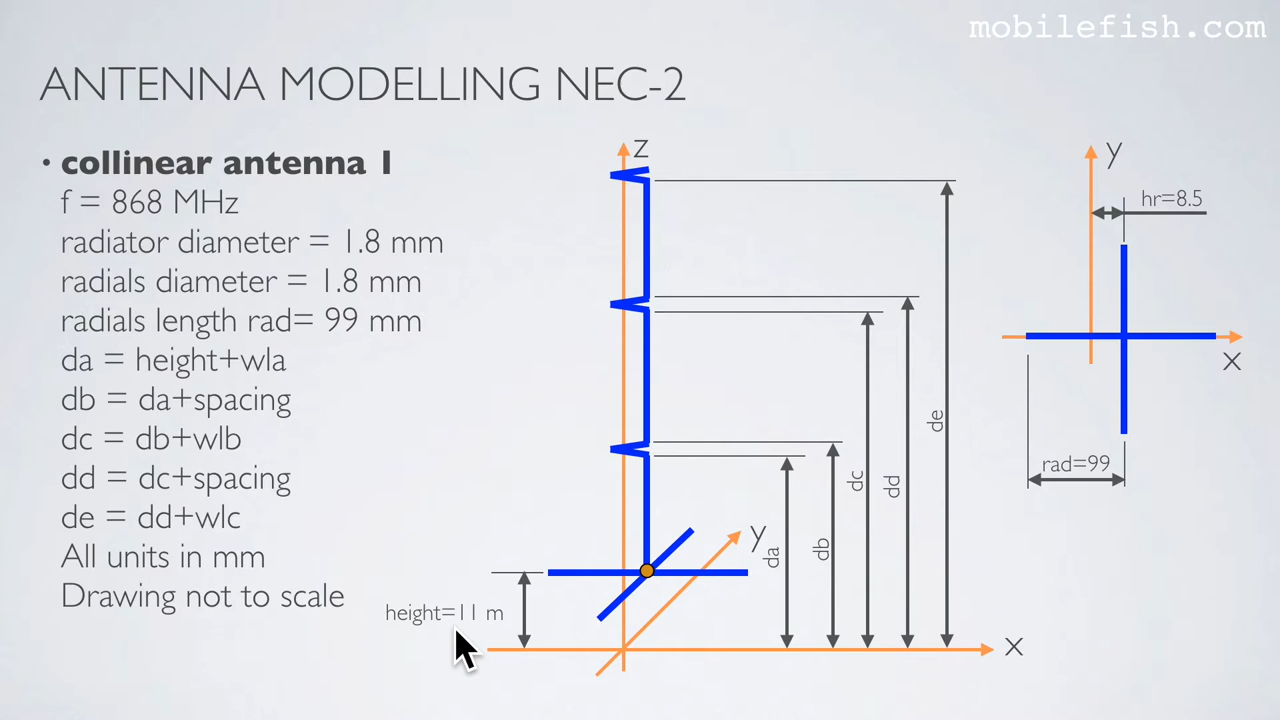 mobilefish.com
ANTENNA MODELLING NEC-2
• collinear antenna 1
f = 868 MHz
radiator diameter = 1.8 mm
radials diameter = 1.8 mm
radials length rad= 99 mm
da = height+wla
db = da+spacing
dc = db+wlb
dd = dc+spacing
de = dd+wlc
All units in mm
Drawing not to scale
height=11 m
z
y
x
da
db
dc
dd
de
y
hr=8.5
x
rad=99